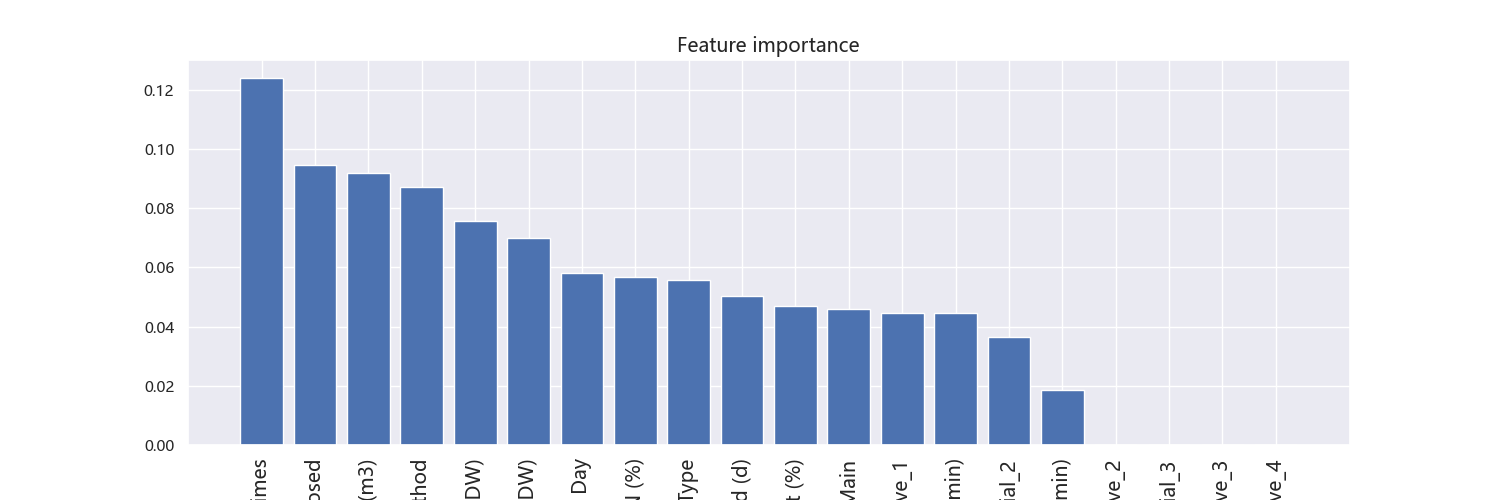 Feature importance
0.12
0.10
0.08
0.06
0.04
0.02
0.00
imes
osed
(m3)
thod
DW)
DW)
Day
N (%)
Type
d (d)
t (%)
Main
ve_1
min)
ial_2
min)
ve_2
ial_3
ve_3
ve_4